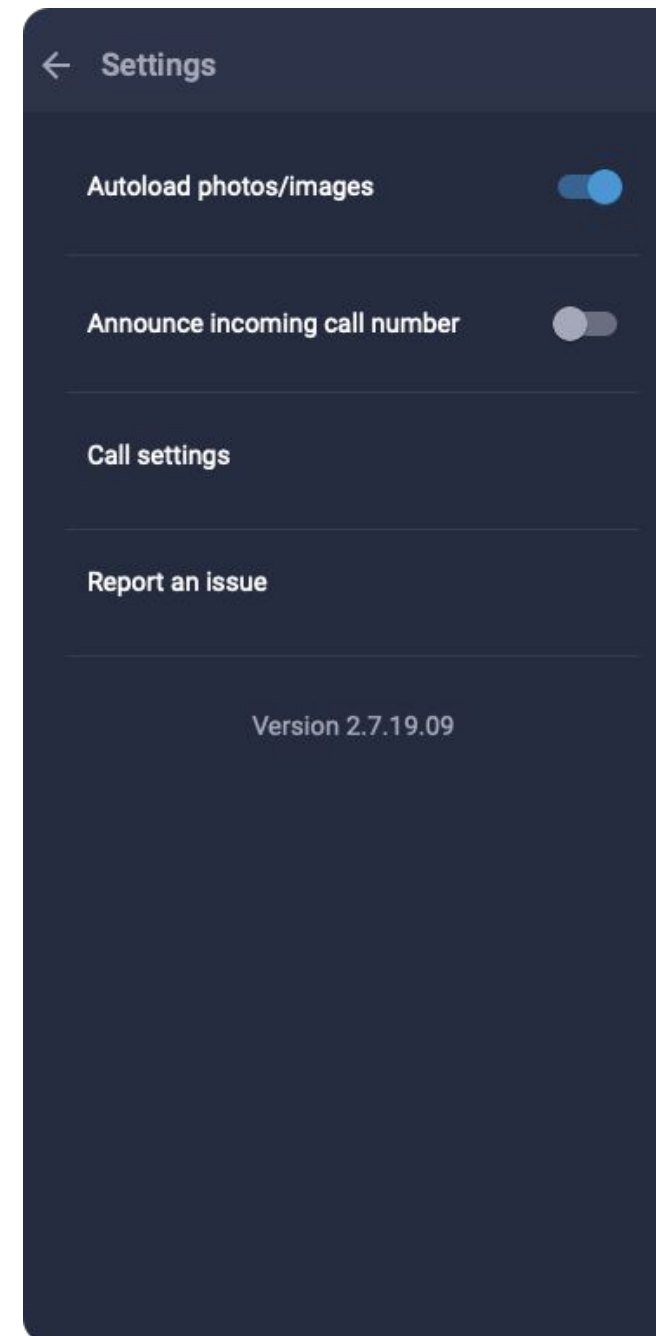 Settings
Autoload photos/images
Announce incoming call number
Call settings
Report an issue
Version 2.7.19.09